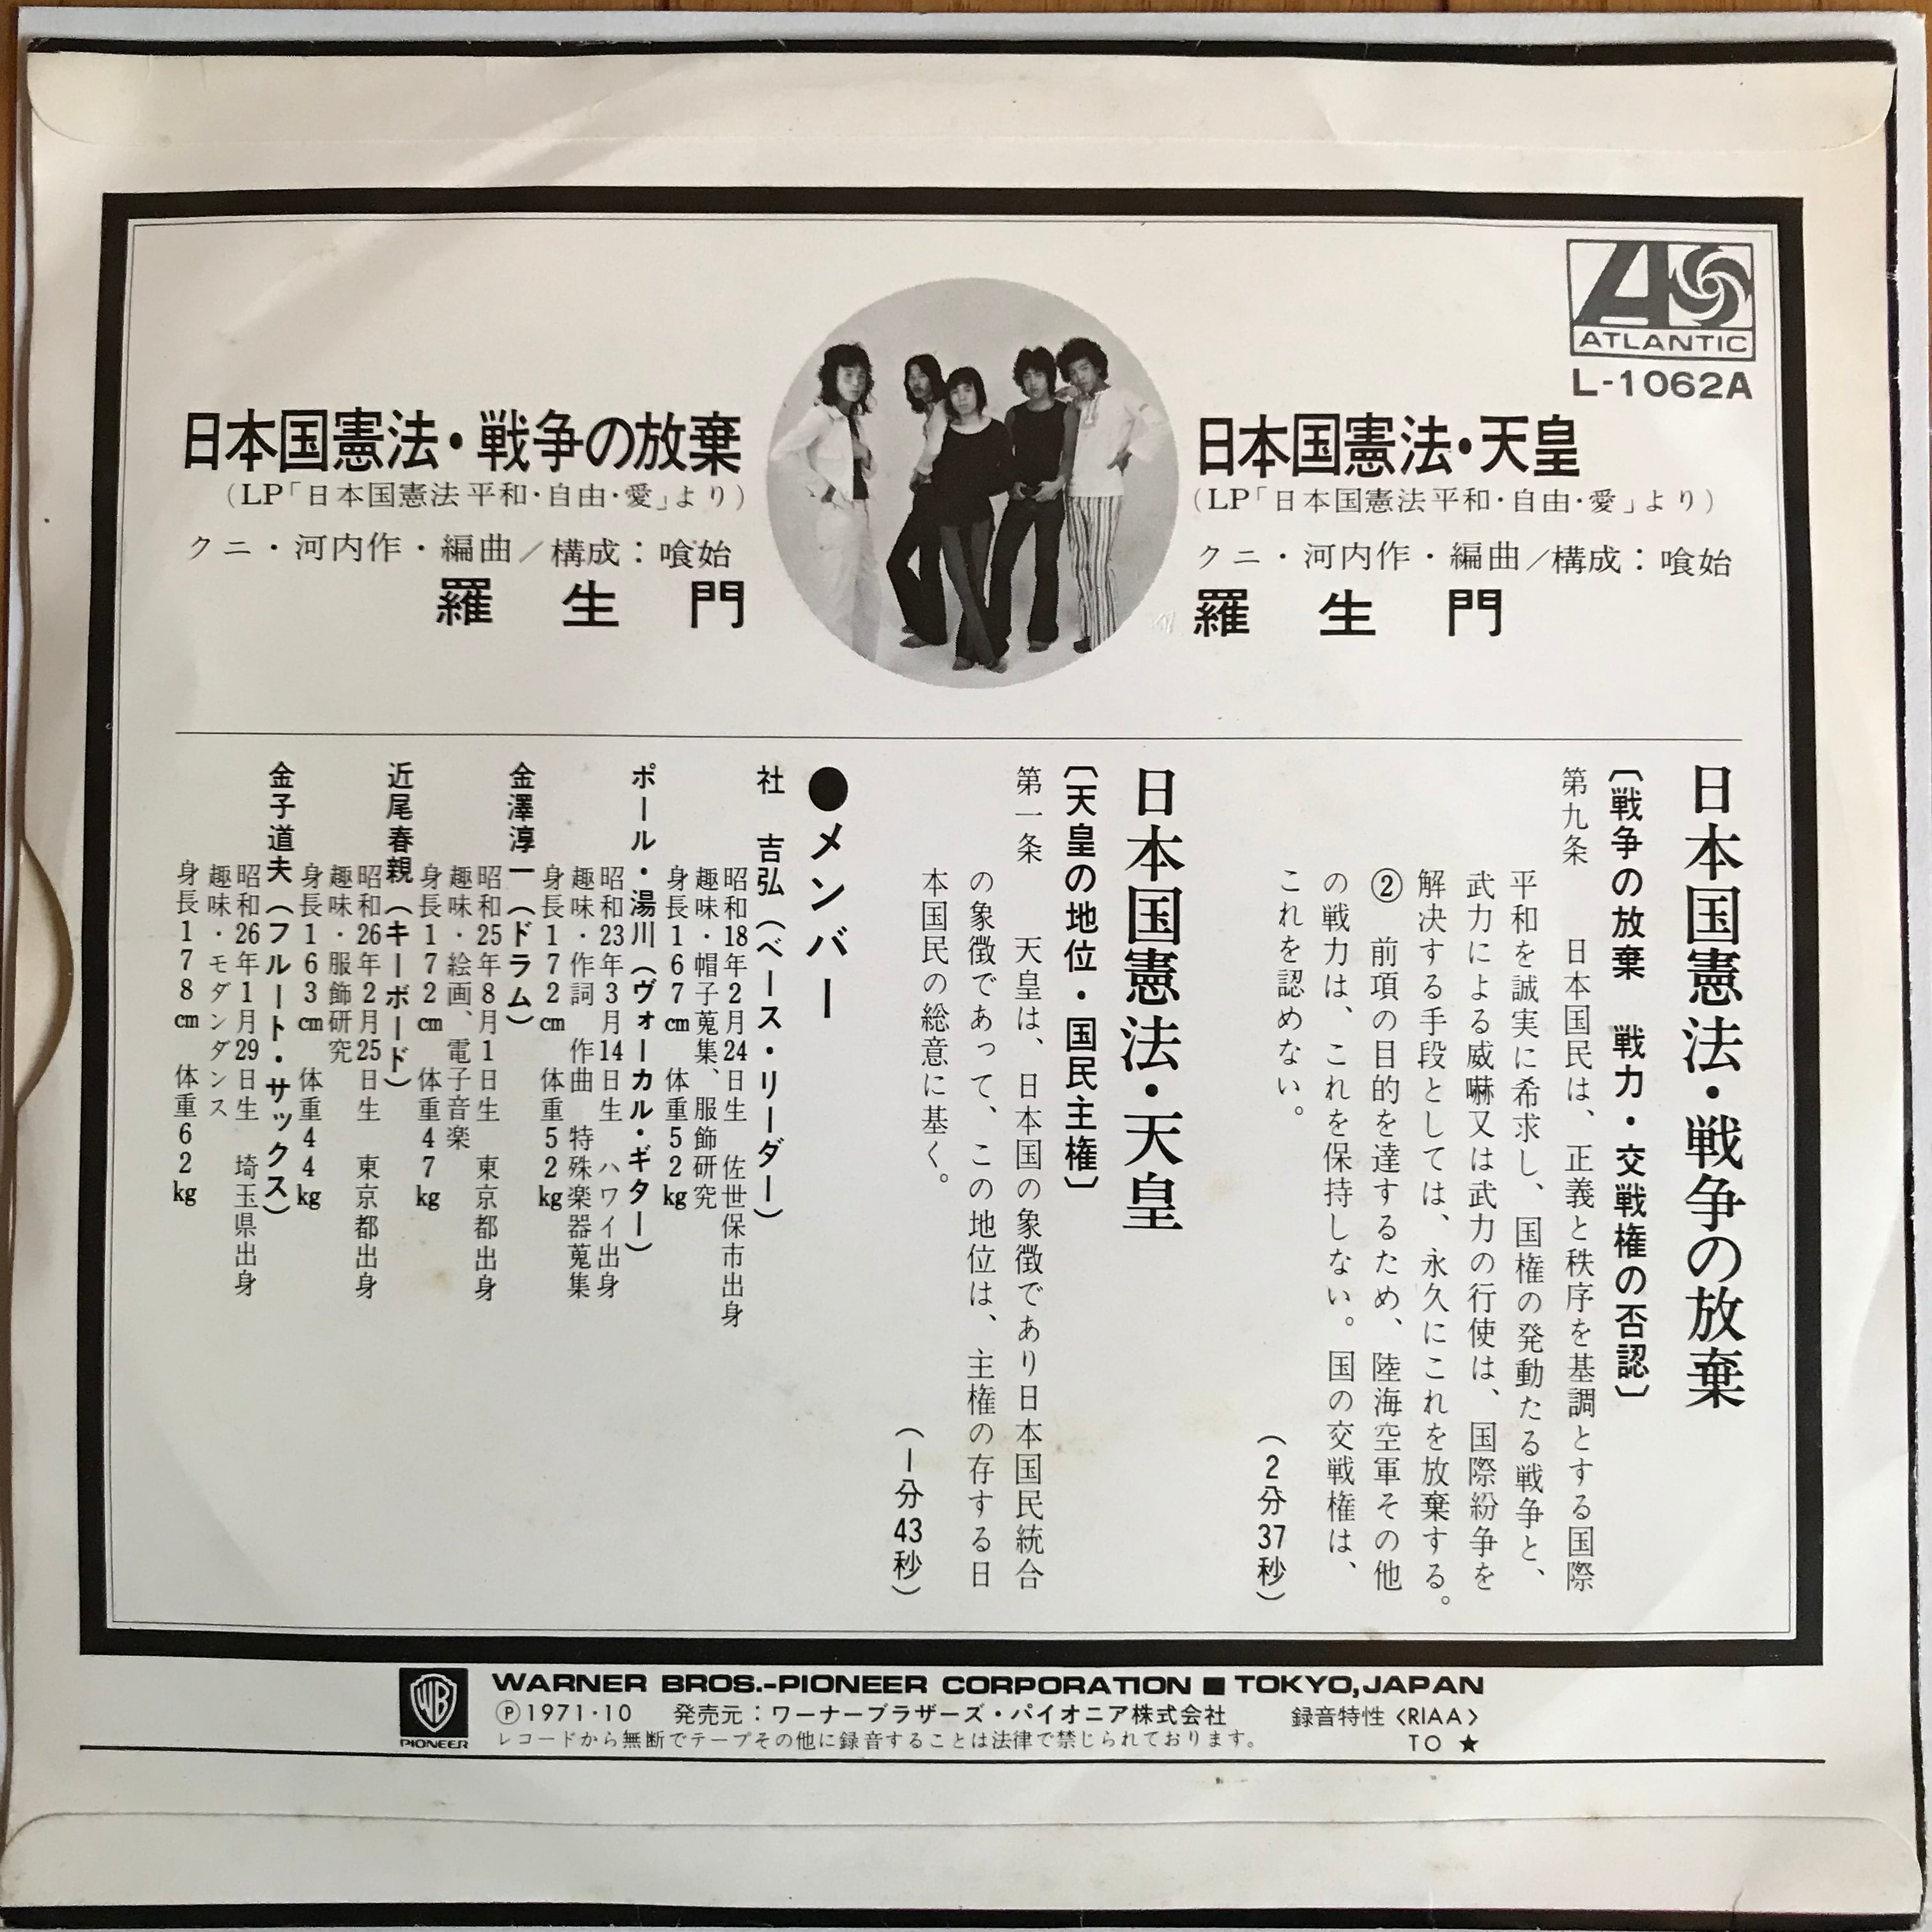 ATLANTIC
L-1062A
日本国憲法・天皇
(LP「日本国憲法平和・自由・愛」より)
クニ・河内作・編曲/構成:喰始
羅生門
日本国憲法・戦争の放棄
(LP「日本国憲法平和・自由・愛」より)
クニ・河内作・編曲/構成:喰始
羅生門
日本国憲法・戦争の放棄
〔戦争の放棄 戦力・交戦権の否認〕
第九条 日本国民は、正義と秩序を基調とする国際
平和を誠実に希求し、国権の発動たる戦争と、
武力による威嚇又は武力の行使は、国際紛争を
解決する手段としては、永久にこれを放棄する。
② 前項の目的を達するため、陸海空軍その他
の戦力は、これを保持しない。国の交戦権は、
これを認めない。
(2分37秒)
日本国憲法・天皇
〔天皇の地位・国民主権〕
第一条 天皇は、日本国の象徴であり日本国民統合
の象徴であって、この地位は、主権の存する日
本国民の総意に基く。
(1分43秒)
●メンバー
社 吉弘(ベース・リーダー)
昭和18年2月24日生 佐世保市出身
趣味・帽子蒐集、服飾研究
身長167cm 体重52kg
ポール・湯川(ヴォーカル・ギター)
昭和23年3月14日生 ハワイ出身
趣味・作詞 作曲 特殊楽器蒐集
身長172cm 体重52kg
金澤淳一(ドラム)
昭和25年8月1日生 東京都出身
趣味・絵画、電子音楽
身長172cm 体重47kg
近尾春親(キーボード)
昭和26年2月25日生 東京都出身
趣味・服飾研究
身長163cm 体重44kg
金子道夫(フルート・サックス)
昭和26年1月29日生 埼玉県出身
趣味・モダンダンス
身長178cm 体重62kg
WB
PIONEER
WARNER BROS.-PIONEER CORPORATION ■ TOKYO,JAPAN
Ⓟ1971・10 発売元:ワーナーブラザーズ・パイオニア株式会社 録音特性〈RIAA〉
レコードから無断でテープその他に録音することは法律で禁じられております。 TO ★